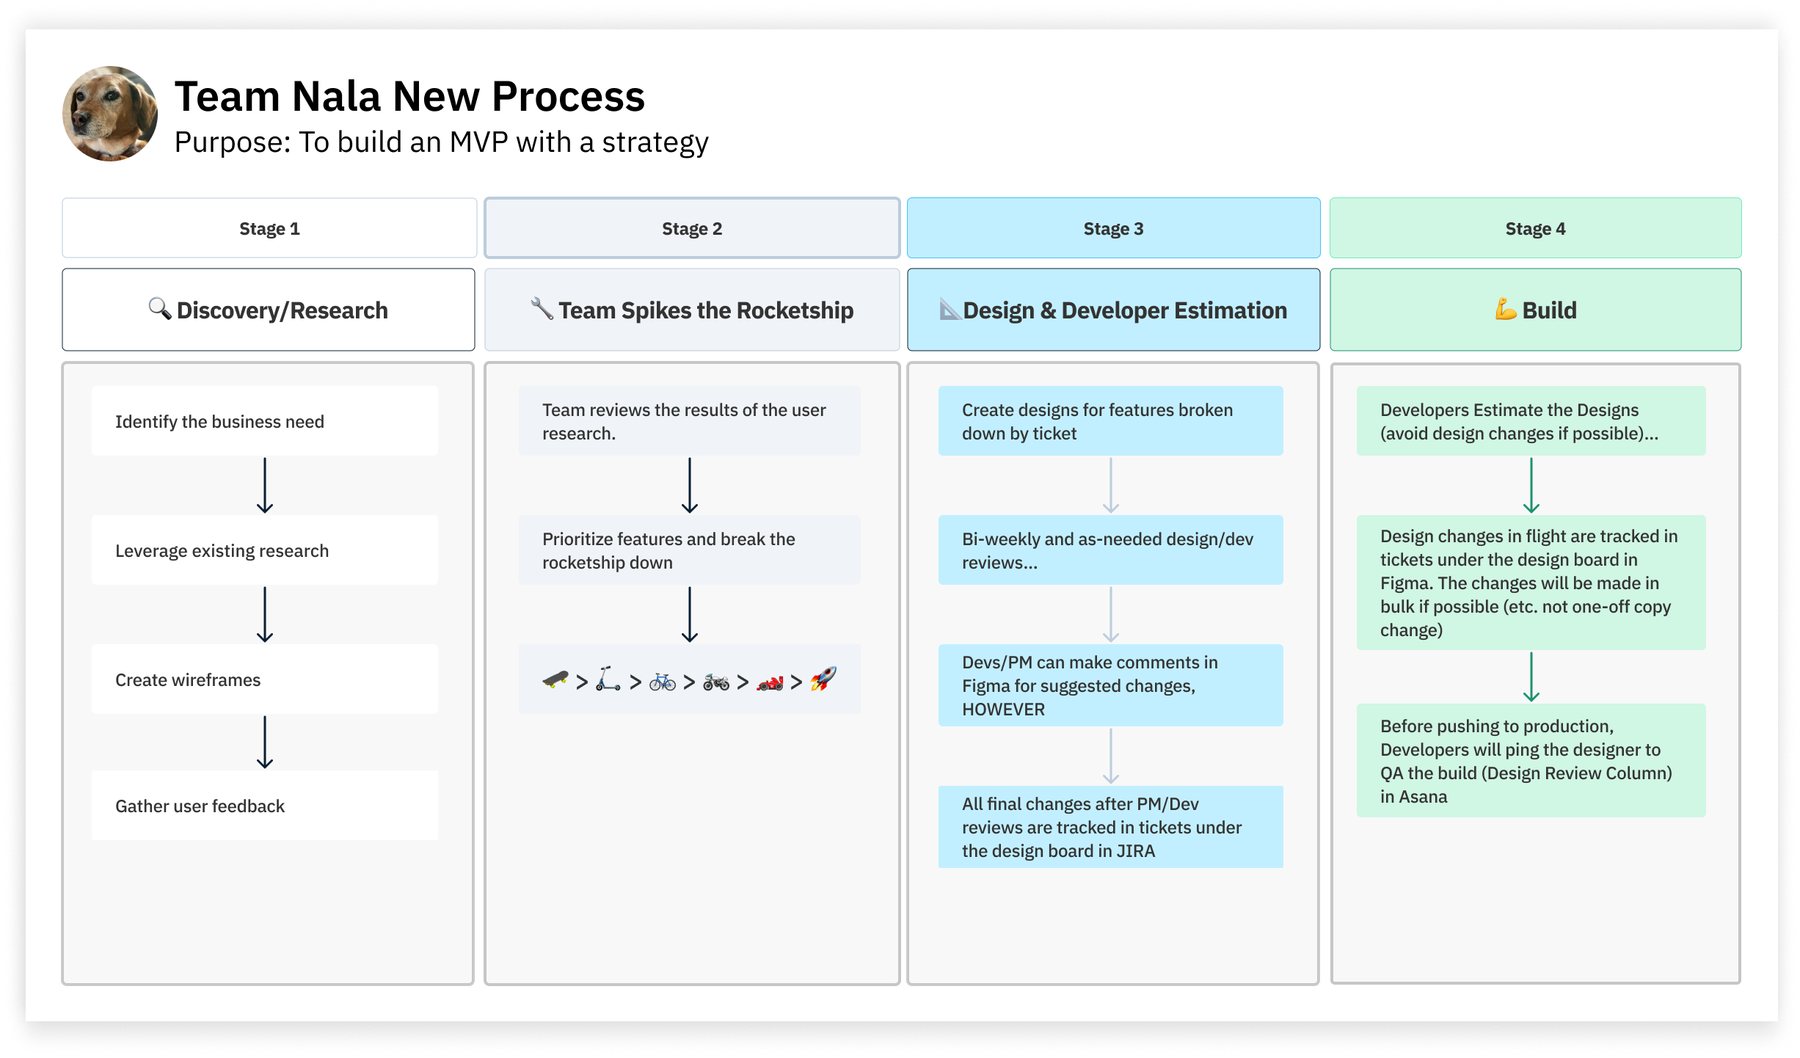 Team Nala New Process
Purpose: To build an MVP with a strategy
Stage 1
Stage 2
Stage 3
Stage 4
🔍 Discovery/Research
🔧 Team Spikes the Rocketship
📐 Design & Developer Estimation
💪 Build
Identify the business need
Leverage existing research
Create wireframes
Gather user feedback
Team reviews the results of the user
research.
Prioritize features and break the
rocketship down
🛹 > 🛴 > 🚲 > 🏍 > 🏎 > 🚀
Create designs for features broken
down by ticket
Bi-weekly and as-needed design/dev
reviews...
Devs/PM can make comments in
Figma for suggested changes,
HOWEVER
All final changes after PM/Dev
reviews are tracked in tickets under
the design board in JIRA
Developers Estimate the Designs
(avoid design changes if possible)...
Design changes in flight are tracked in
tickets under the design board in
Figma. The changes will be made in
bulk if possible (etc. not one-off copy
change)
Before pushing to production,
Developers will ping the designer to
QA the build (Design Review Column)
in Asana